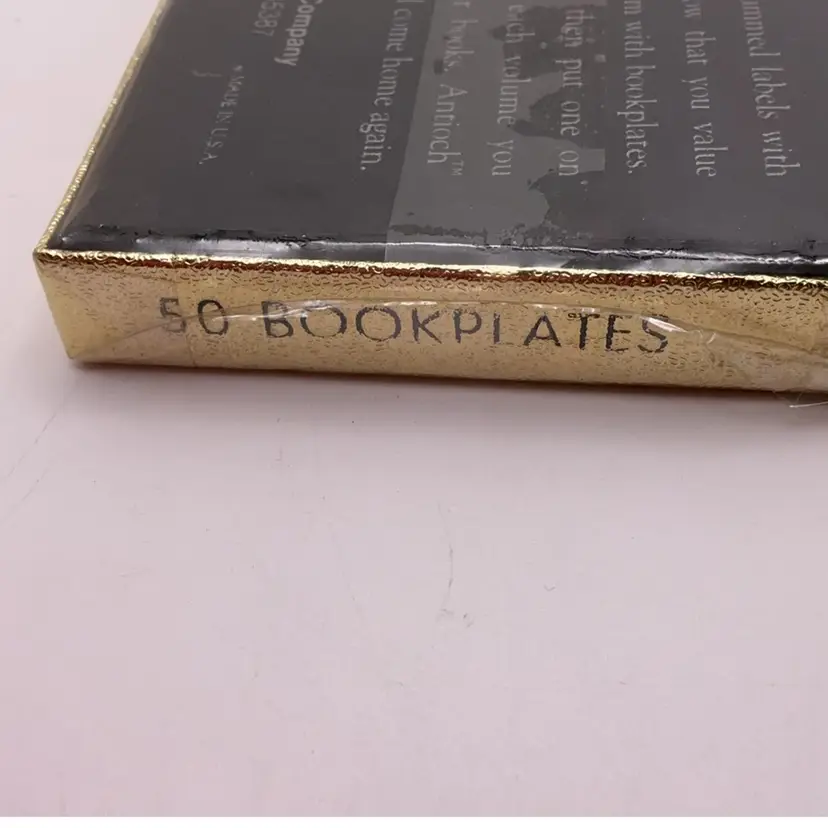 ummed labels with
ow that you value
m with bookplates.
then put one on
each volume you
r books. Antioch™
l come home again.
Company
5387
MADE IN U.S.A.
50 BOOKPLATES